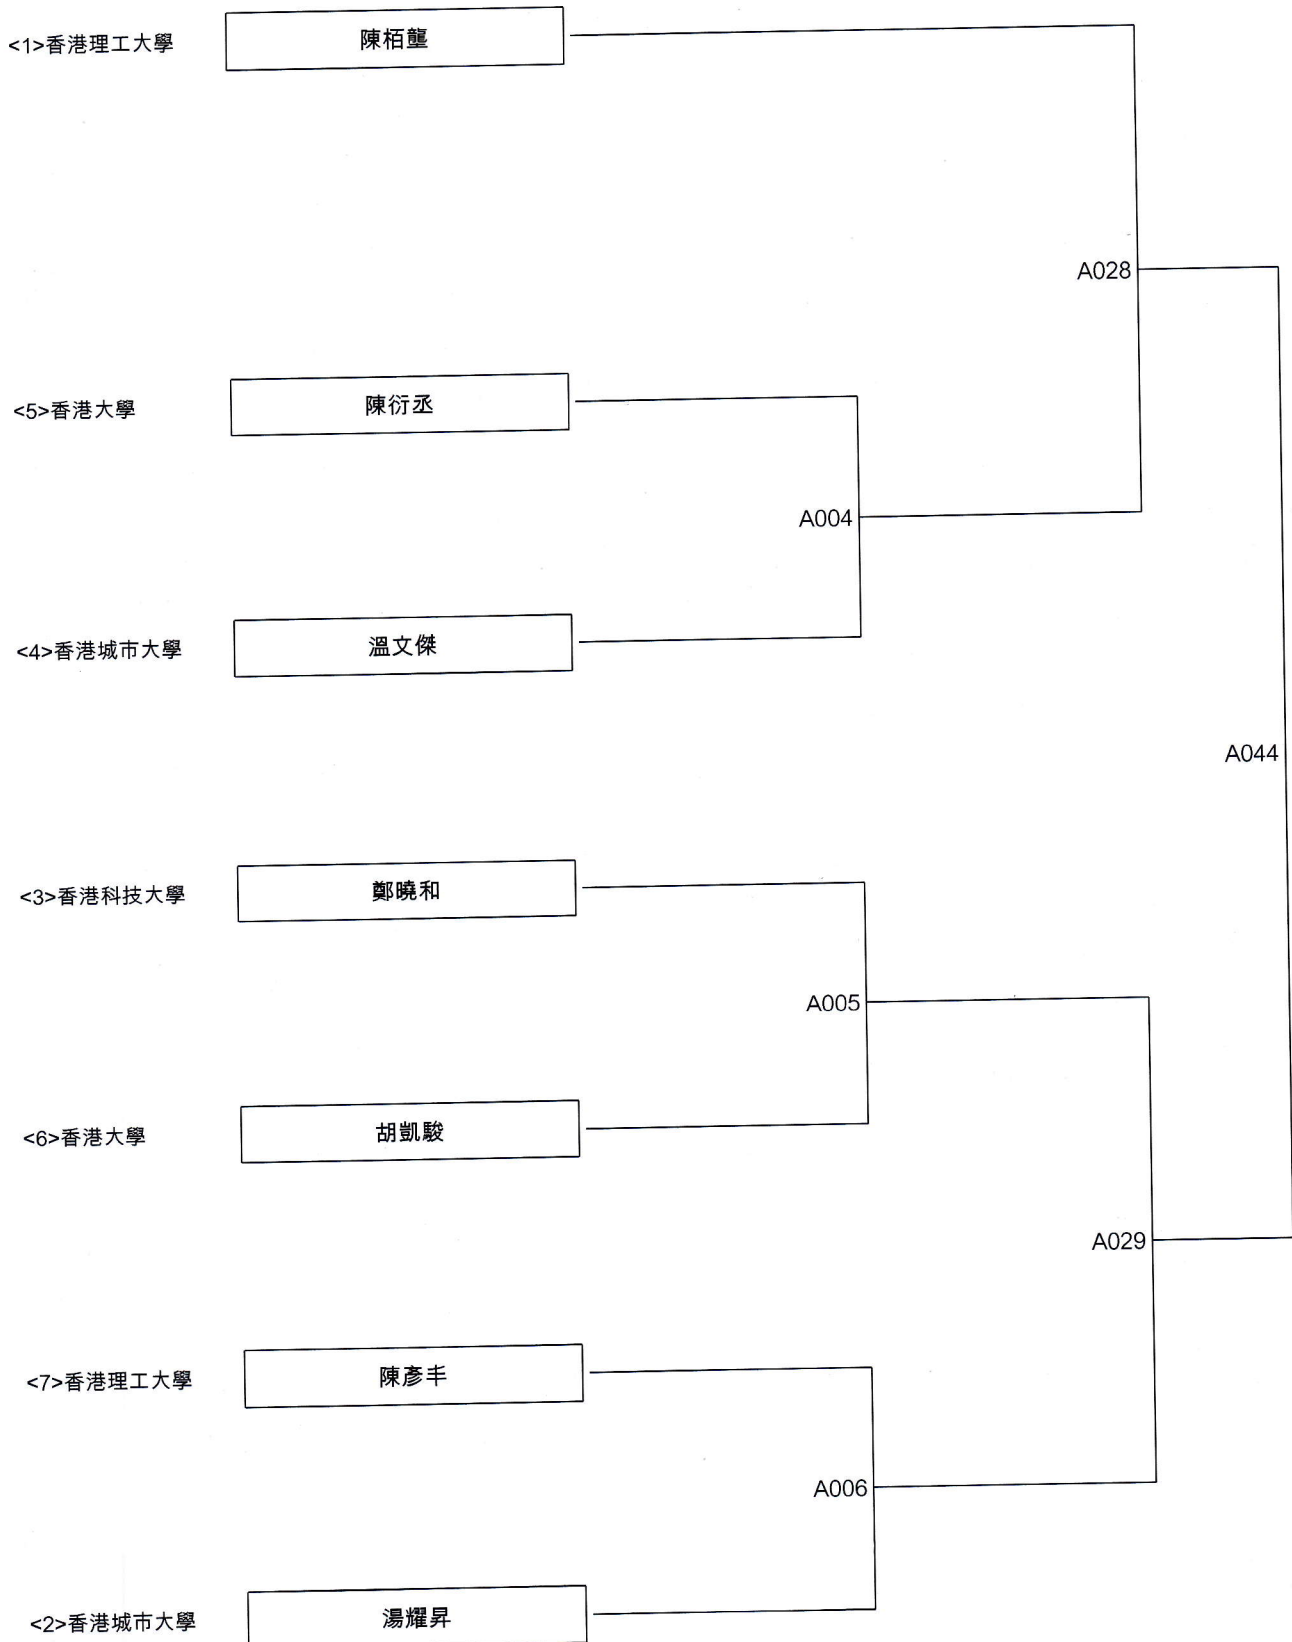 <1>香港理工大學 陳栢壟
A028
<5>香港大學 陳衍丞
A004
<4>香港城市大學 溫文傑
A044
<3>香港科技大學 鄭曉和
A005
<6>香港大學 胡凱駿
A029
<7>香港理工大學 陳彥丰
A006
<2>香港城市大學 湯耀昇